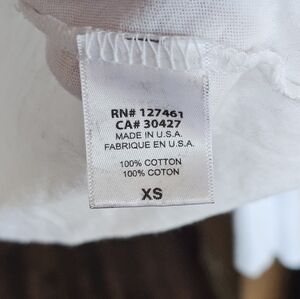 RN# 127461
CA# 30427
MADE IN U.S.A.
FABRIQUE EN U.S.A.
100% COTTON
100% COTON
XS